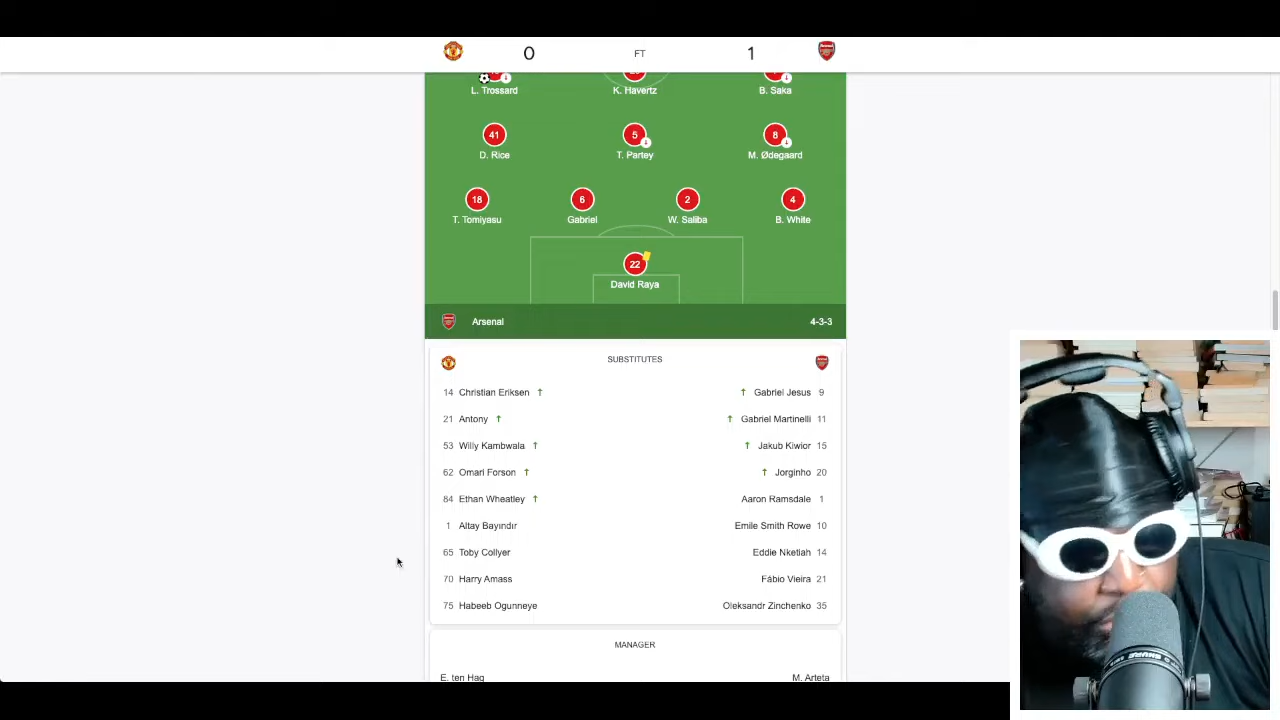 0 FT 1
L. Trossard K. Havertz B. Saka
41 5 8
D. Rice T. Partey M. Ødegaard
18 6 2 4
T. Tomiyasu Gabriel W. Saliba B. White
22
David Raya
Arsenal 4-3-3
SUBSTITUTES
14 Christian Eriksen ↑ ↑ Gabriel Jesus 9
21 Antony ↑ ↑ Gabriel Martinelli 11
53 Willy Kambwala ↑ ↑ Jakub Kiwior 15
62 Omari Forson ↑ ↑ Jorginho 20
84 Ethan Wheatley ↑ Aaron Ramsdale 1
1 Altay Bayındır Emile Smith Rowe 10
65 Toby Collyer Eddie Nketiah 14
70 Harry Amass Fábio Vieira 21
75 Habeeb Ogunneye Oleksandr Zinchenko 35
MANAGER
E. ten Hag M. Arteta